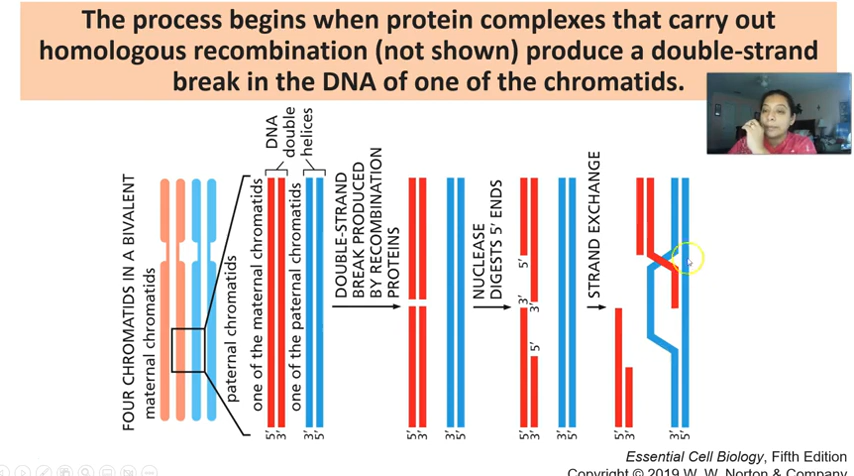 The process begins when protein complexes that carry out
homologous recombination (not shown) produce a double-strand
break in the DNA of one of the chromatids.
FOUR CHROMATIDS IN A BIVALENT
maternal chromatids
paternal chromatids
one of the maternal chromatids
DNA double
helices
one of the paternal chromatids
DOUBLE-STRAND
BREAK PRODUCED
BY RECOMBINATION
PROTEINS
NUCLEASE
DIGESTS 5′ ENDS
STRAND EXCHANGE
5′
3′
3′
5′
5′
3′
3′
5′
5′
3′
3′
5′
5′
3′
3′
5′
5′
3′
3′
5′
Essential Cell Biology, Fifth Edition
Copyright © 2019 W. W. Norton & Company